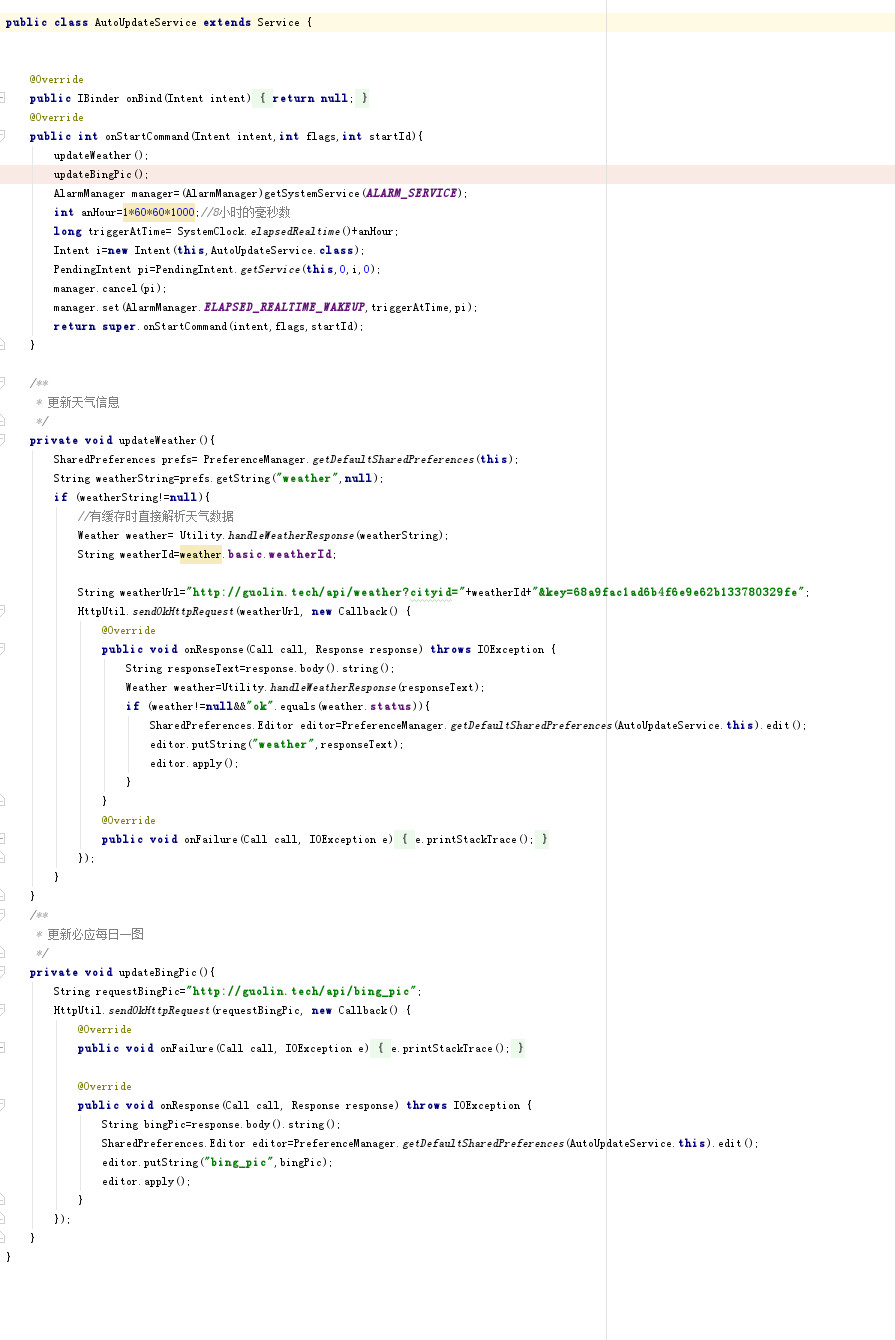 public class AutoUpdateService extends Service {
@Override
public IBinder onBind(Intent intent) { return null; }
@Override
public int onStartCommand(Intent intent,int flags,int startId){
updateWeather();
updateBingPic();
AlarmManager manager=(AlarmManager)getSystemService(ALARM_SERVICE);
int anHour=1*60*60*1000;//8小时的毫秒数
long triggerAtTime= SystemClock.elapsedRealtime()+anHour;
Intent i=new Intent(this,AutoUpdateService.class);
PendingIntent pi=PendingIntent.getService(this,0,i,0);
manager.cancel(pi);
manager.set(AlarmManager.ELAPSED_REALTIME_WAKEUP,triggerAtTime,pi);
return super.onStartCommand(intent,flags,startId);
}
/**
* 更新天气信息
*/
private void updateWeather(){
SharedPreferences prefs= PreferenceManager.getDefaultSharedPreferences(this);
String weatherString=prefs.getString("weather",null);
if (weatherString!=null){
//有缓存时直接解析天气数据
Weather weather= Utility.handleWeatherResponse(weatherString);
String weatherId=weather.basic.weatherId;
String weatherUrl="http://guolin.tech/api/weather?cityid="+weatherId+"&key=68a9fac1ad6b4f6e9e62b133780329fe";
HttpUtil.sendOkHttpRequest(weatherUrl, new Callback() {
@Override
public void onResponse(Call call, Response response) throws IOException {
String responseText=response.body().string();
Weather weather=Utility.handleWeatherResponse(responseText);
if (weather!=null&&"ok".equals(weather.status)){
SharedPreferences.Editor editor=PreferenceManager.getDefaultSharedPreferences(AutoUpdateService.this).edit();
editor.putString("weather",responseText);
editor.apply();
}
}
@Override
public void onFailure(Call call, IOException e) { e.printStackTrace(); }
});
}
}
/**
* 更新必应每日一图
*/
private void updateBingPic(){
String requestBingPic="http://guolin.tech/api/bing_pic";
HttpUtil.sendOkHttpRequest(requestBingPic, new Callback() {
@Override
public void onFailure(Call call, IOException e) { e.printStackTrace(); }
@Override
public void onResponse(Call call, Response response) throws IOException {
String bingPic=response.body().string();
SharedPreferences.Editor editor=PreferenceManager.getDefaultSharedPreferences(AutoUpdateService.this).edit();
editor.putString("bing_pic",bingPic);
editor.apply();
}
});
}
}